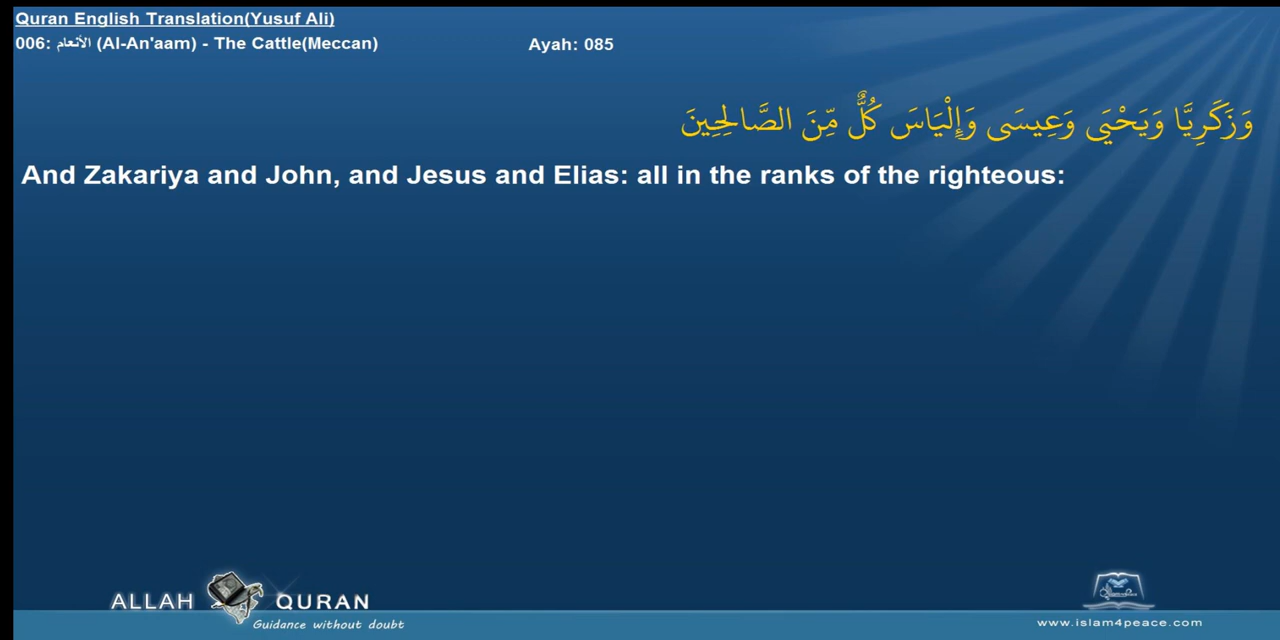 Quran English Translation(Yusuf Ali)
006: الأنعام (Al-An'aam) - The Cattle(Meccan) Ayah: 085
وَزَكَرِيَّا وَيَحْيَى وَعِيسَى وَإِلْيَاسَ كُلٌّ مِّنَ الصَّالِحِينَ
And Zakariya and John, and Jesus and Elias: all in the ranks of the righteous:
ALLAH QURAN
Guidance without doubt
www.islam4peace.com